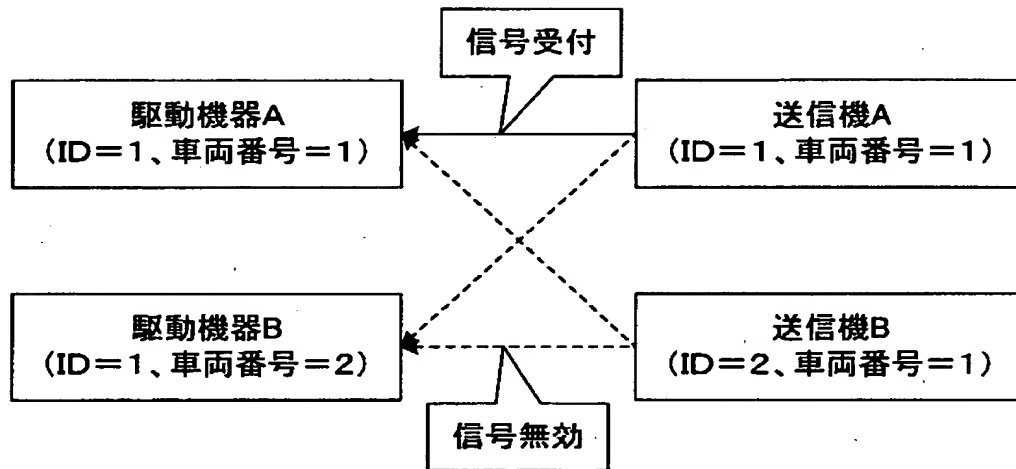 信号受付
駆動機器A
(ID=1、車両番号=1)
送信機A
(ID=1、車両番号=1)
駆動機器B
(ID=1、車両番号=2)
送信機B
(ID=2、車両番号=1)
信号無効